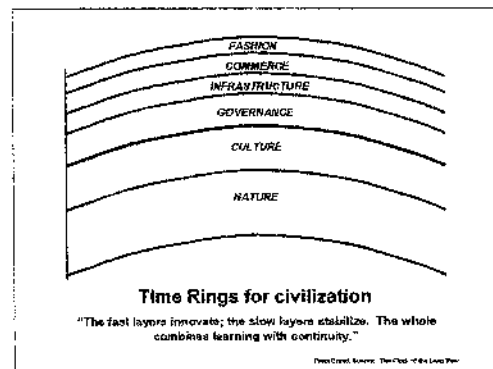 FASHION
COMMERCE
INFRASTRUCTURE
GOVERNANCE
CULTURE
NATURE
Time Rings for civilization
"The fast layers innovate; the slow layers stabilize. The whole
combines learning with continuity."